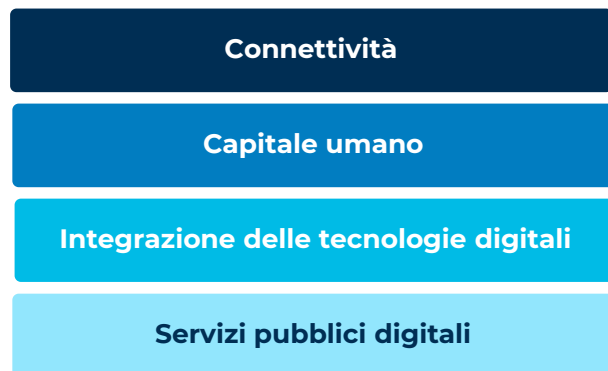 Connettività
Capitale umano
Integrazione delle tecnologie digitali
Servizi pubblici digitali